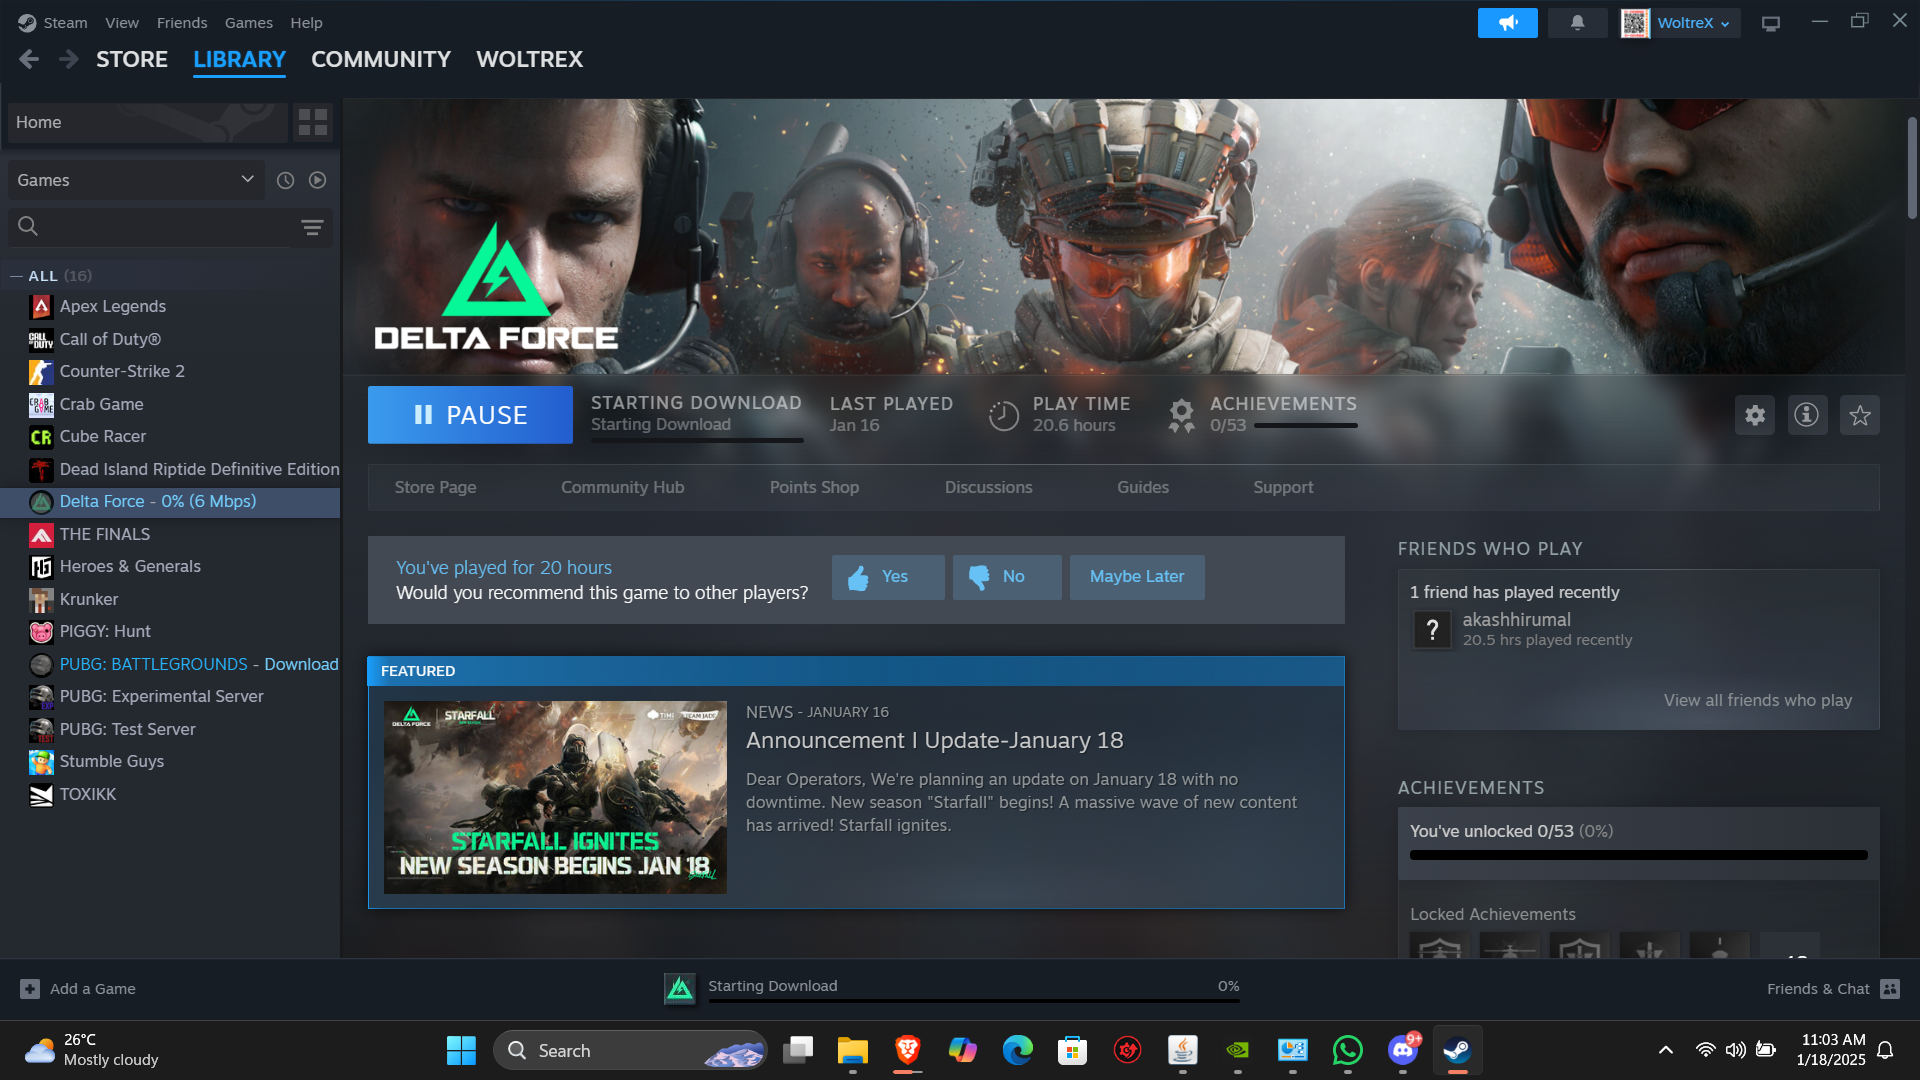 Steam View Friends Games Help
WoltreX
STORE LIBRARY COMMUNITY WOLTREX
Home
Games
— ALL (16)
Apex Legends
Call of Duty®
Counter-Strike 2
Crab Game
Cube Racer
Dead Island Riptide Definitive Edition
Delta Force - 0% (6 Mbps)
THE FINALS
Heroes & Generals
Krunker
PIGGY: Hunt
PUBG: BATTLEGROUNDS - Download
PUBG: Experimental Server
PUBG: Test Server
Stumble Guys
TOXIKK
DELTA FORCE
PAUSE
STARTING DOWNLOAD
Starting Download
LAST PLAYED
Jan 16
PLAY TIME
20.6 hours
ACHIEVEMENTS
0/53
Store Page Community Hub Points Shop Discussions Guides Support
You've played for 20 hours
Would you recommend this game to other players?
Yes No Maybe Later
FEATURED
DELTA FORCE STARFALL
TEAM JADE
STARFALL IGNITES
NEW SEASON BEGINS JAN 18
NEWS - JANUARY 16
Announcement | Update-January 18
Dear Operators, We're planning an update on January 18 with no
downtime. New season "Starfall" begins! A massive wave of new content
has arrived! Starfall ignites.
FRIENDS WHO PLAY
1 friend has played recently
?
akashhirumal
20.5 hrs played recently
View all friends who play
ACHIEVEMENTS
You've unlocked 0/53 (0%)
Locked Achievements
Add a Game
Starting Download 0%
Friends & Chat
26°C
Mostly cloudy
Search
9+
11:03 AM
1/18/2025